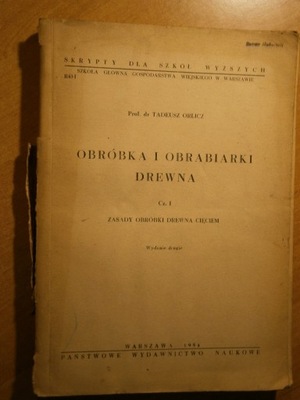 SKRYPTY DLA SZKÓŁ WYŻSZYCH
SZKOŁA GŁÓWNA GOSPODARSTWA WIEJSKIEGO W WARSZAWIE
Prof. dr TADEUSZ ORLICZ
OBRÓBKA I OBRABIARKI
DREWNA
Cz. I
ZASADY OBRÓBKI DREWNA CIĘCIEM
Wydanie drugie
WARSZAWA 1964
PAŃSTWOWE WYDAWNICTWO NAUKOWE